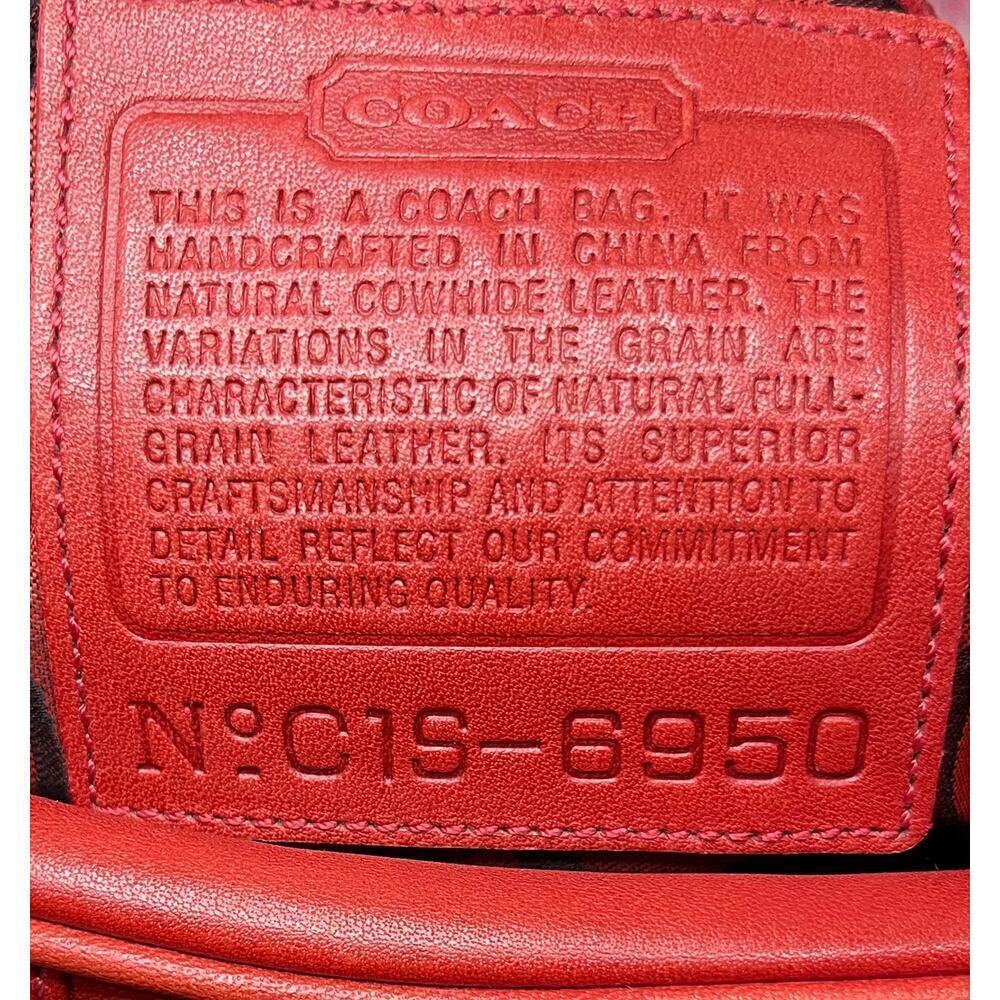 COACH
THIS IS A COACH BAG. IT WAS
HANDCRAFTED IN CHINA FROM
NATURAL COWHIDE LEATHER. THE
VARIATIONS IN THE GRAIN ARE
CHARACTERISTIC OF NATURAL FULL-
GRAIN LEATHER. ITS SUPERIOR
CRAFTSMANSHIP AND ATTENTION TO
DETAIL REFLECT OUR COMMITMENT
TO ENDURING QUALITY.
Nº C1S-6950